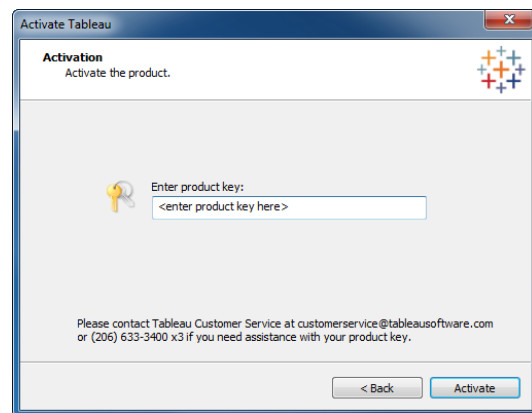 Activate Tableau
Activation
Activate the product.
Enter product key:
<enter product key here>
Please contact Tableau Customer Service at customerservice@tableausoftware.com
or (206) 633-3400 x3 if you need assistance with your product key.
< Back
Activate